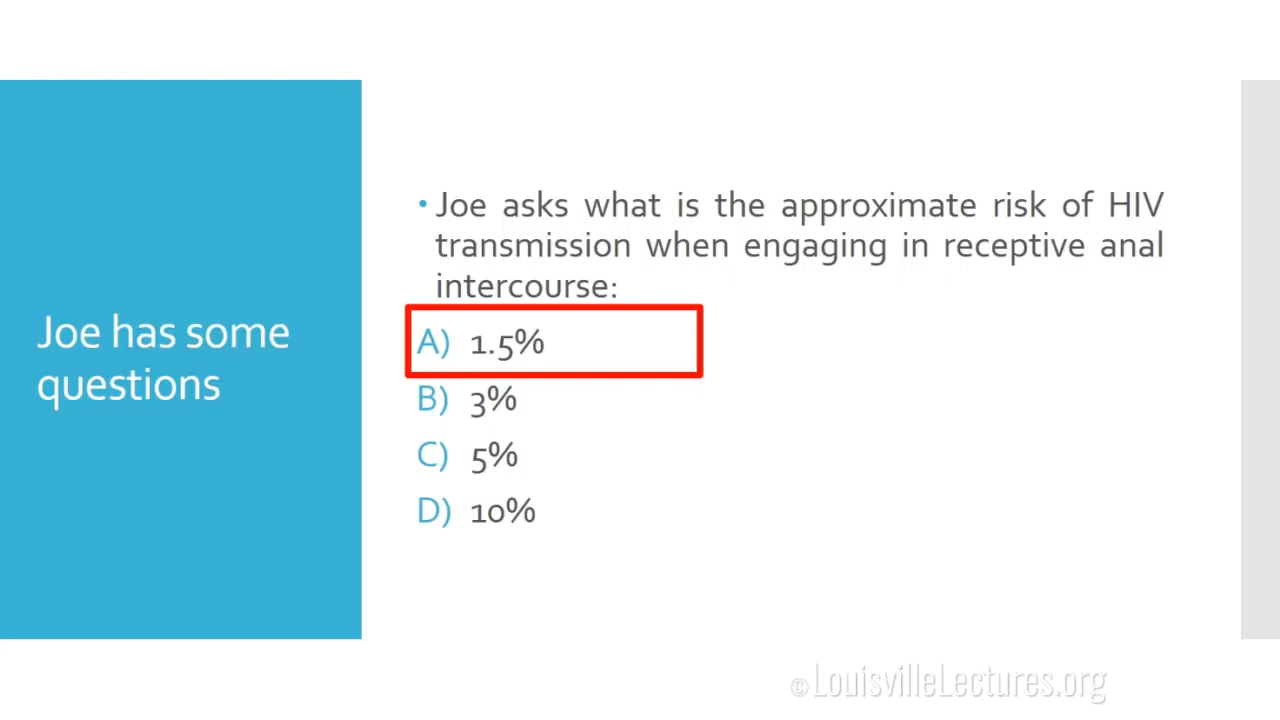 Joe has some
questions
• Joe asks what is the approximate risk of HIV
transmission when engaging in receptive anal
intercourse:
A) 1.5%
B) 3%
C) 5%
D) 10%
©LouisvilleLectures.org